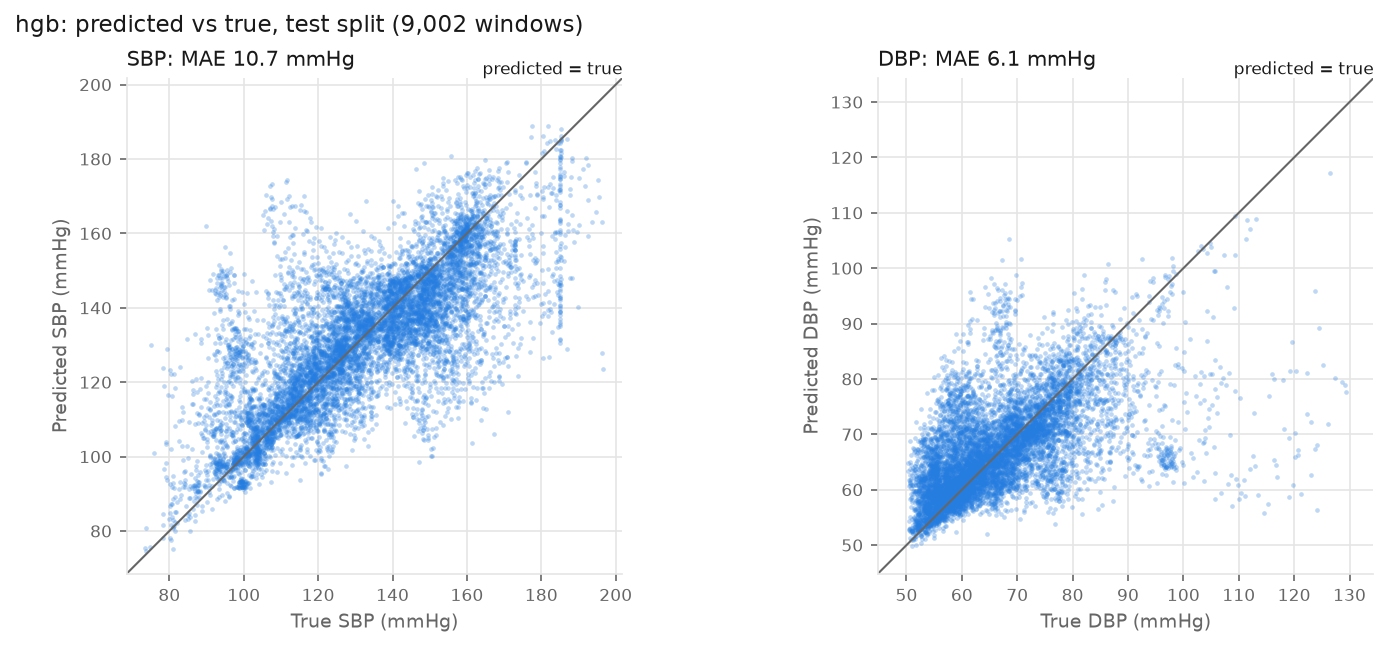 hgb: predicted vs true, test split (9,002 windows)
SBP: MAE 10.7 mmHg
predicted = true
200
180
160
140
120
100
80
Predicted SBP (mmHg)
80 100 120 140 160 180 200
True SBP (mmHg)
DBP: MAE 6.1 mmHg
predicted = true
130
120
110
100
90
80
70
60
50
Predicted DBP (mmHg)
50 60 70 80 90 100 110 120 130
True DBP (mmHg)